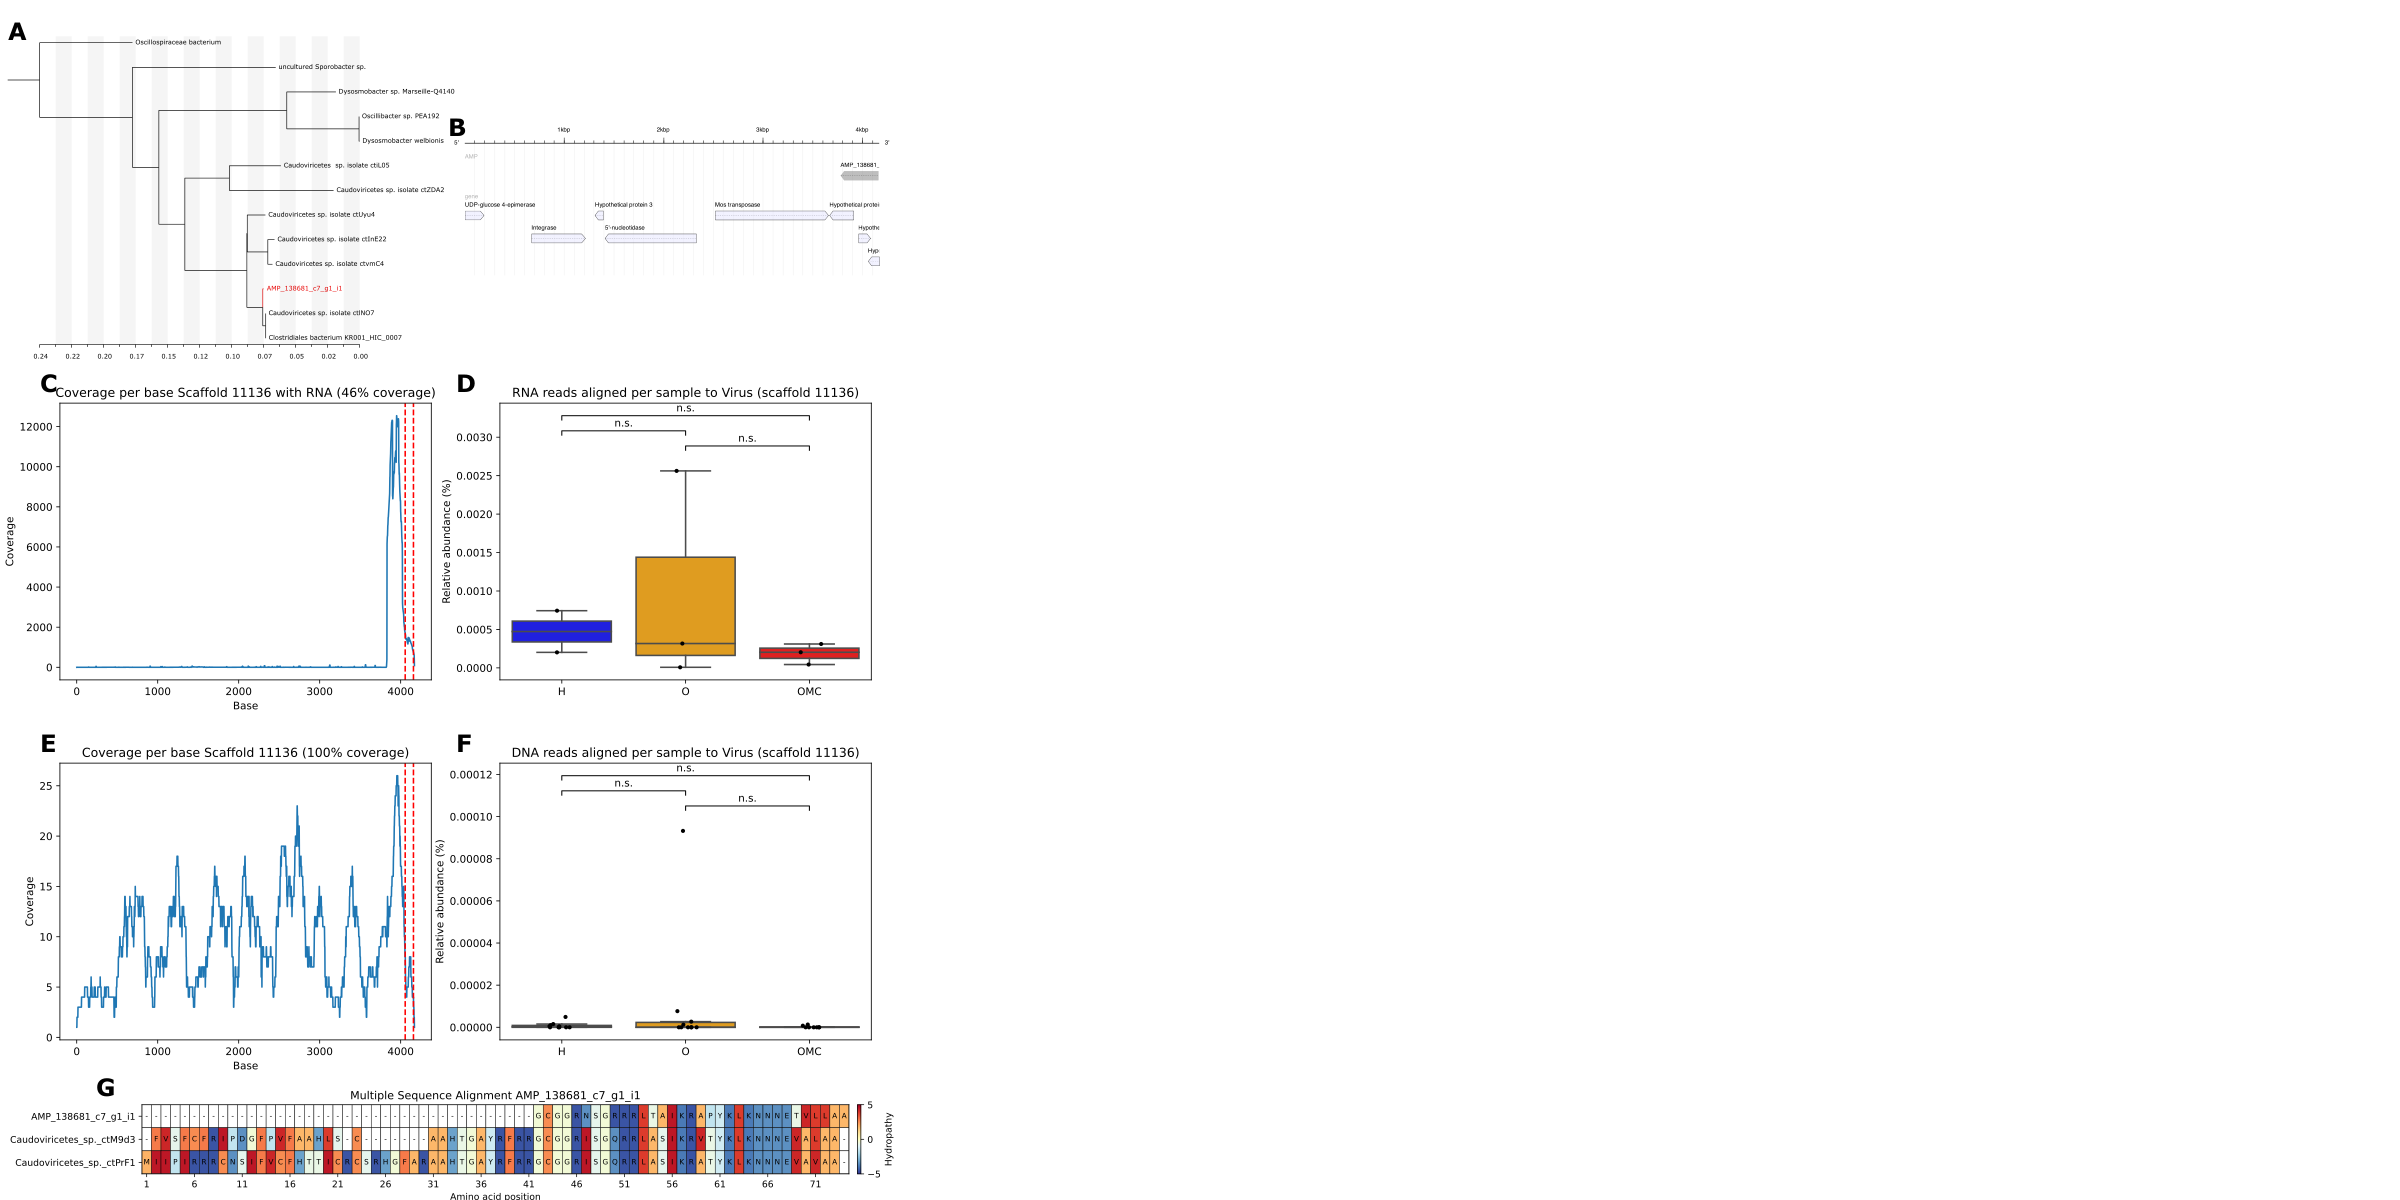 A
Oscillospiraceae bacterium
uncultured Sporobacter sp.
Dysosmobacter sp. Marseille-Q4140
Oscillibacter sp. PEA192
Dysosmobacter welbionis
Caudoviricetes sp. isolate ctiL05
Caudoviricetes sp. isolate ctZDA2
Caudoviricetes sp. isolate ctUyu4
Caudoviricetes sp. isolate ctInE22
Caudoviricetes sp. isolate ctvmC4
AMP_138681_c7_g1_i1
Caudoviricetes sp. isolate ctINO7
Clostridiales bacterium KR001_HIC_0007
0.24 0.22 0.20 0.17 0.15 0.12 0.10 0.07 0.05 0.02 0.00
B
1kbp 2kbp 3kbp 4kbp
5' 3'
AMP
AMP_138681_
gene
UDP-glucose 4-epimerase Hypothetical protein 3 Mos transposase Hypothetical protei
Integrase 5'-nucleotidase Hypothe
Hyp
C
Coverage per base Scaffold 11136 with RNA (46% coverage)
Coverage
12000
10000
8000
6000
4000
2000
0
0 1000 2000 3000 4000
Base
D
RNA reads aligned per sample to Virus (scaffold 11136)
Relative abundance (%)
n.s.
n.s.
n.s.
0.0030
0.0025
0.0020
0.0015
0.0010
0.0005
0.0000
H O OMC
E
Coverage per base Scaffold 11136 (100% coverage)
Coverage
25
20
15
10
5
0
0 1000 2000 3000 4000
Base
F
DNA reads aligned per sample to Virus (scaffold 11136)
Relative abundance (%)
n.s.
n.s.
n.s.
0.00012
0.00010
0.00008
0.00006
0.00004
0.00002
0.00000
H O OMC
G
Multiple Sequence Alignment AMP_138681_c7_g1_i1
AMP_138681_c7_g1_i1 - - - - - - - - - - - - - - - - - - - - - - - - - - - - - - - - - - - - - - - - - G C G G R N S G R R R L T A I K R A P Y K L K N N N E T V L L A A
Caudoviricetes_sp._ctM9d3 - F V S F C F R I P D G F P V F A A H L S - C - - - - - - - A A H T G A Y R F R R G C G G R I S G Q R R L A S I K R V T Y K L K N N N E V A L A A -
Caudoviricetes_sp._ctPrF1 M I I P I R R R C N S I F V C F H T T I C R C S R H G F A R A A H T G A Y R F R R G C G G R I S G Q R R L A S I K R A T Y K L K N N N E V A V A A -
1 6 11 16 21 26 31 36 41 46 51 56 61 66 71
Amino acid position
5
0
−5
Hydropathy